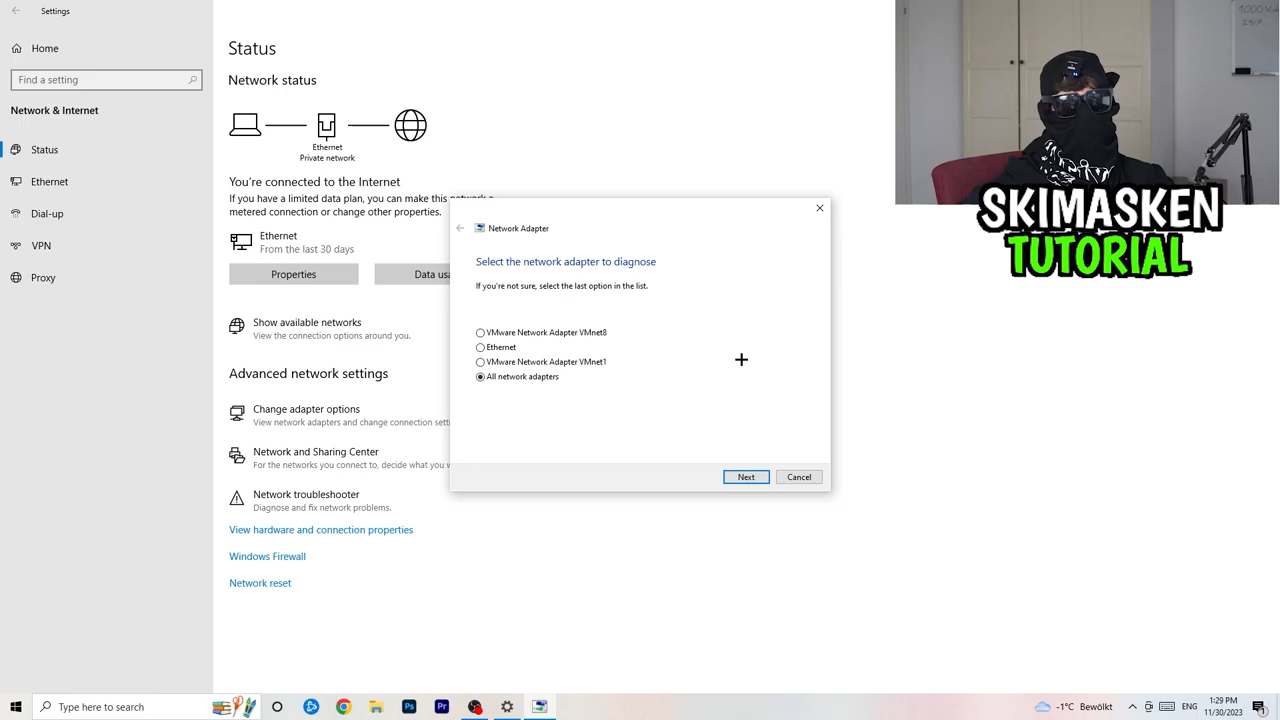 Settings
Home
Find a setting
Network & Internet
Status
Ethernet
Dial-up
VPN
Proxy
Status
Network status
Ethernet
Private network
You're connected to the Internet
If you have a limited data plan, you can make this network a
metered connection or change other properties.
Ethernet
From the last 30 days
Properties
Data usa
Show available networks
View the connection options around you.
Advanced network settings
Change adapter options
View network adapters and change connection setti
Network and Sharing Center
For the networks you connect to, decide what you w
Network troubleshooter
Diagnose and fix network problems.
View hardware and connection properties
Windows Firewall
Network reset
Network Adapter
Select the network adapter to diagnose
If you're not sure, select the last option in the list.
VMware Network Adapter VMnet8
Ethernet
VMware Network Adapter VMnet1
All network adapters
Next
Cancel
SKIMASKEN
TUTORIAL
Type here to search
Ps
Pr
-1°C Bewölkt
ENG
1:29 PM
11/30/2023